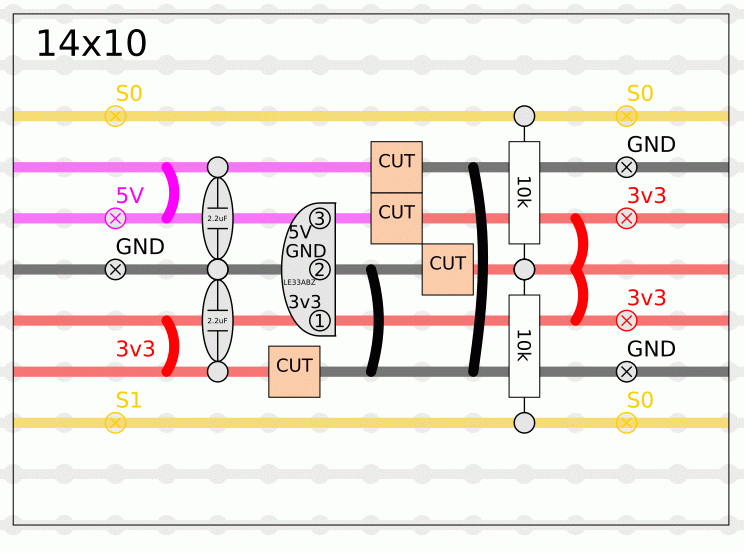 14x10
S0
S0
CUT
GND
10k
5V
2.2uF
CUT
3v3
3
5V
GND
GND
2
CUT
LE33ABZ
3v3
3v3
2.2uF
1
10k
3v3
CUT
GND
S1
S0